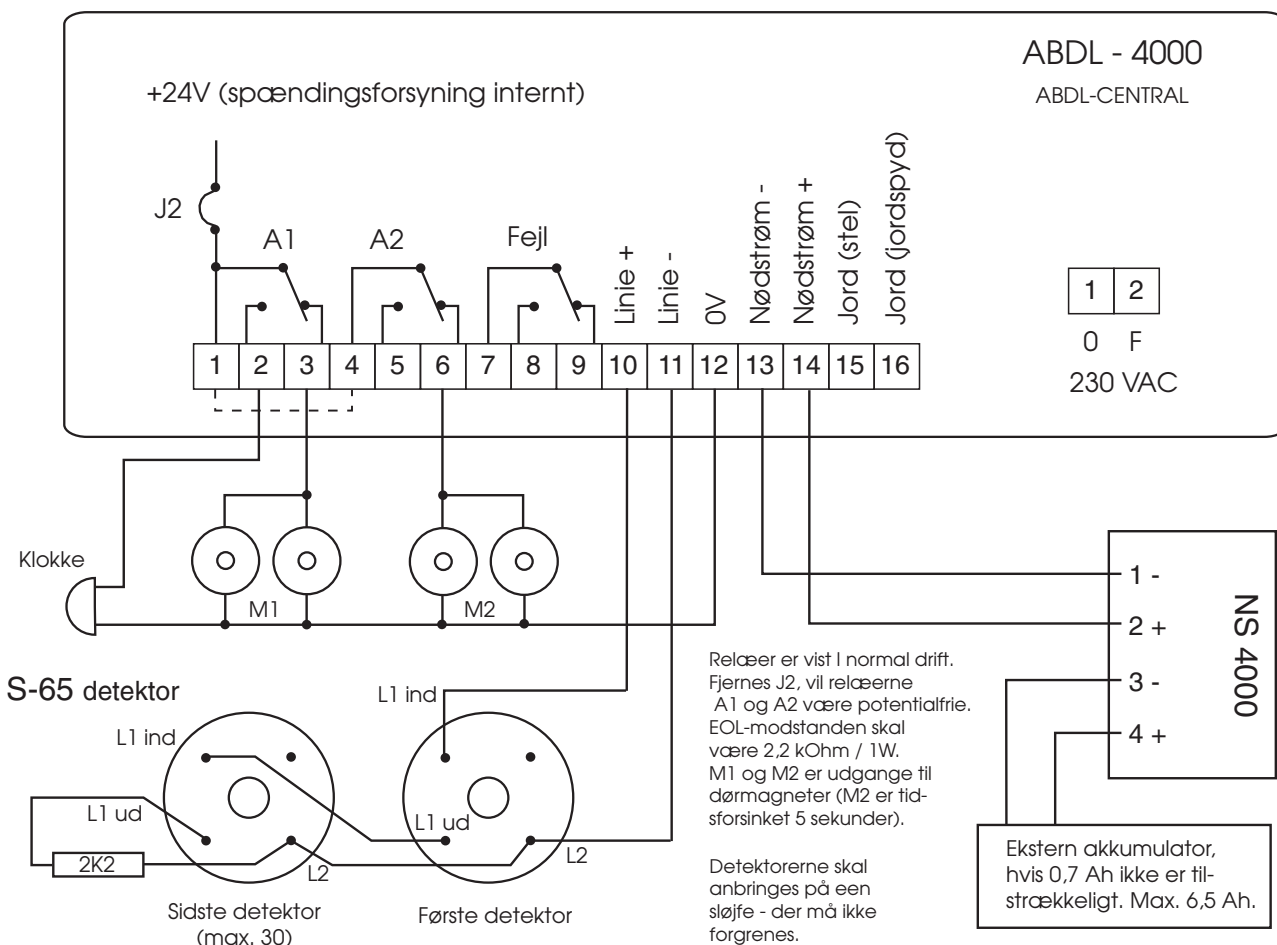 ABDL - 4000
ABDL-CENTRAL
+24V (spændingsforsyning internt)
J2
A1
A2
Fejl
Linie +
Linie -
0V
Nødstrøm -
Nødstrøm +
Jord (stel)
Jord (jordspyd)
1 2
0 F
230 VAC
1 2 3 4 5 6 7 8 9 10 11 12 13 14 15 16
Klokke
M1
M2
1 -
2 +
3 -
4 +
NS 4000
S-65 detektor
L1 ind
L1 ud
2K2
L2
Sidste detektor
(max. 30)
L1 ind
L1 ud
L2
Første detektor
Relæer er vist I normal drift.
Fjernes J2, vil relæerne
A1 og A2 være potentialfrie.
EOL-modstanden skal
være 2,2 kOhm / 1W.
M1 og M2 er udgange til
dørmagneter (M2 er tid-
sforsinket 5 sekunder).
Detektorerne skal
anbringes på een
sløjfe - der må ikke
forgrenes.
Ekstern akkumulator,
hvis 0,7 Ah ikke er til-
strækkeligt. Max. 6,5 Ah.